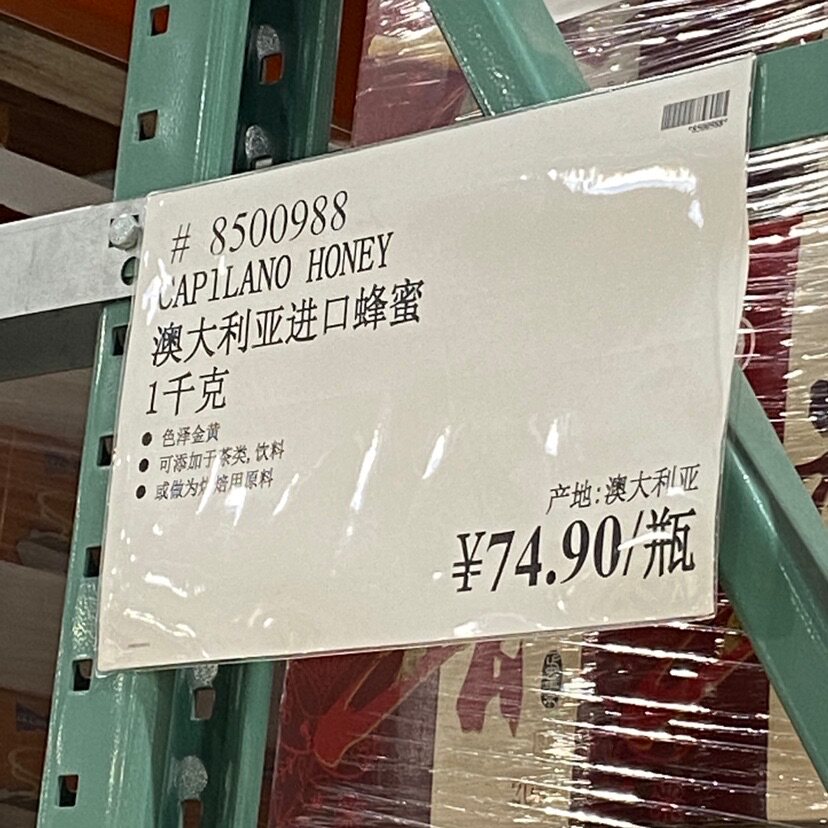 *8500988*
# 8500988
CAPILANO HONEY
澳大利亚进口蜂蜜
1千克
● 色泽金黄
● 可添加于茶类,饮料
● 或做为烘焙用原料
产地:澳大利亚
¥74.90/瓶